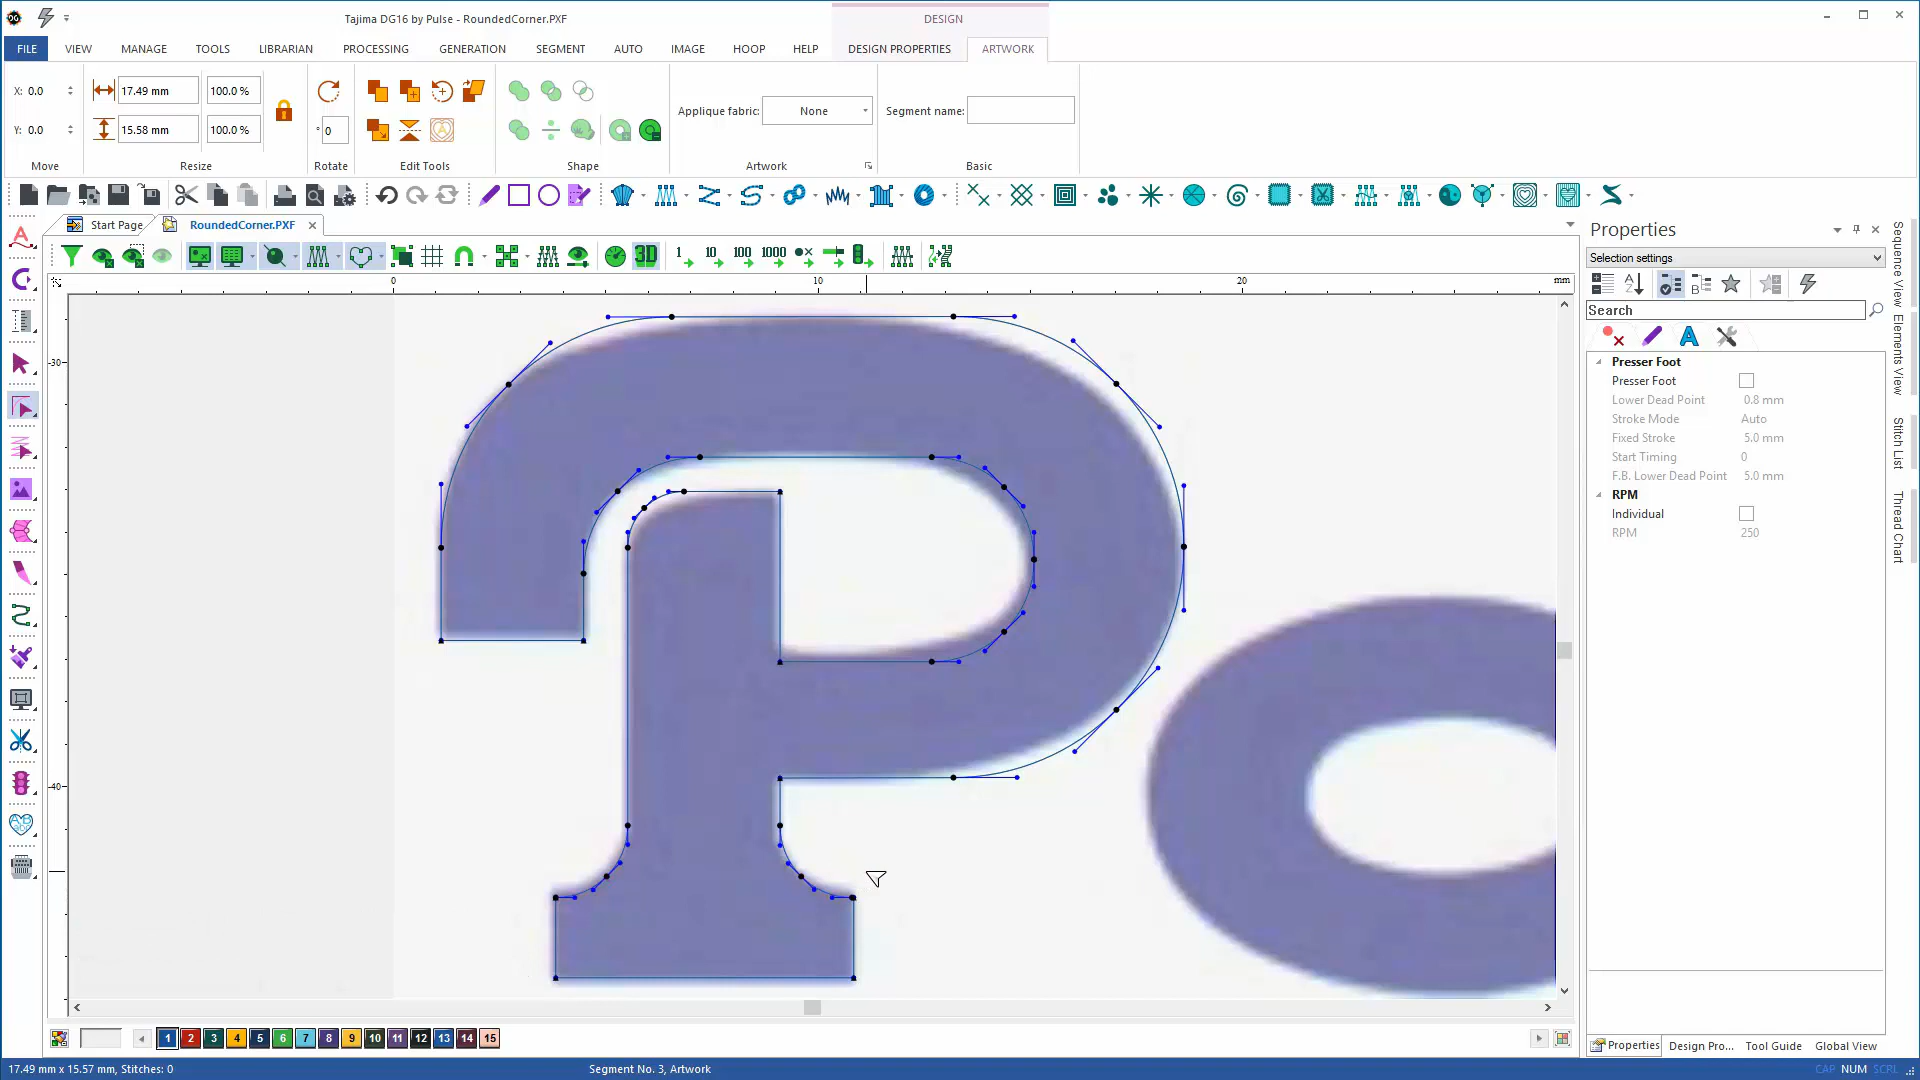 Tajima DG16 by Pulse - RoundedCorner.PXF
DESIGN
FILE VIEW MANAGE TOOLS LIBRARIAN PROCESSING GENERATION SEGMENT AUTO IMAGE HOOP HELP DESIGN PROPERTIES ARTWORK
X: 0.0 17.49 mm 100.0 %
Applique fabric: None Segment name:
Y: 0.0 15.58 mm 100.0 % ° 0
Move Resize Rotate Edit Tools Shape Artwork Basic
Start Page RoundedCorner.PXF
Properties
Selection settings
3D 1 10 100 1000
0 10 20 mm
Search
-30
-40
Presser Foot
Presser Foot
Lower Dead Point 0.8 mm
Stroke Mode Auto
Fixed Stroke 5.0 mm
Start Timing 0
F.B. Lower Dead Point 5.0 mm
RPM
Individual
RPM 250
Sequence View
Elements View
Stitch List
Thread Chart
1 2 3 4 5 6 7 8 9 10 11 12 13 14 15
Properties Design Pro... Tool Guide Global View
17.49 mm x 15.57 mm, Stitches: 0 Segment No. 3, Artwork CAP NUM SCRL